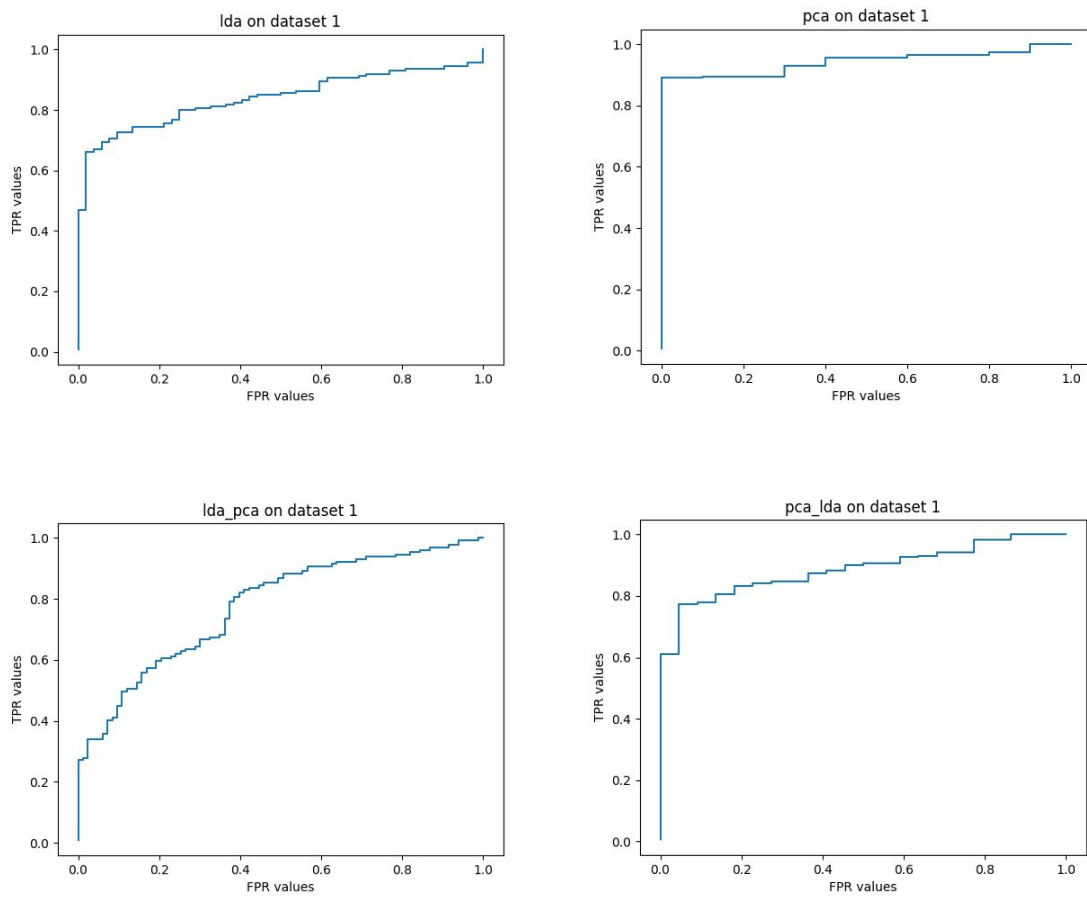 lda on dataset 1
1.0
0.8
0.6
0.4
0.2
0.0
TPR values
0.0 0.2 0.4 0.6 0.8 1.0
FPR values
pca on dataset 1
1.0
0.8
0.6
0.4
0.2
0.0
TPR values
0.0 0.2 0.4 0.6 0.8 1.0
FPR values
lda_pca on dataset 1
1.0
0.8
0.6
0.4
0.2
0.0
TPR values
0.0 0.2 0.4 0.6 0.8 1.0
FPR values
pca_lda on dataset 1
1.0
0.8
0.6
0.4
0.2
0.0
TPR values
0.0 0.2 0.4 0.6 0.8 1.0
FPR values